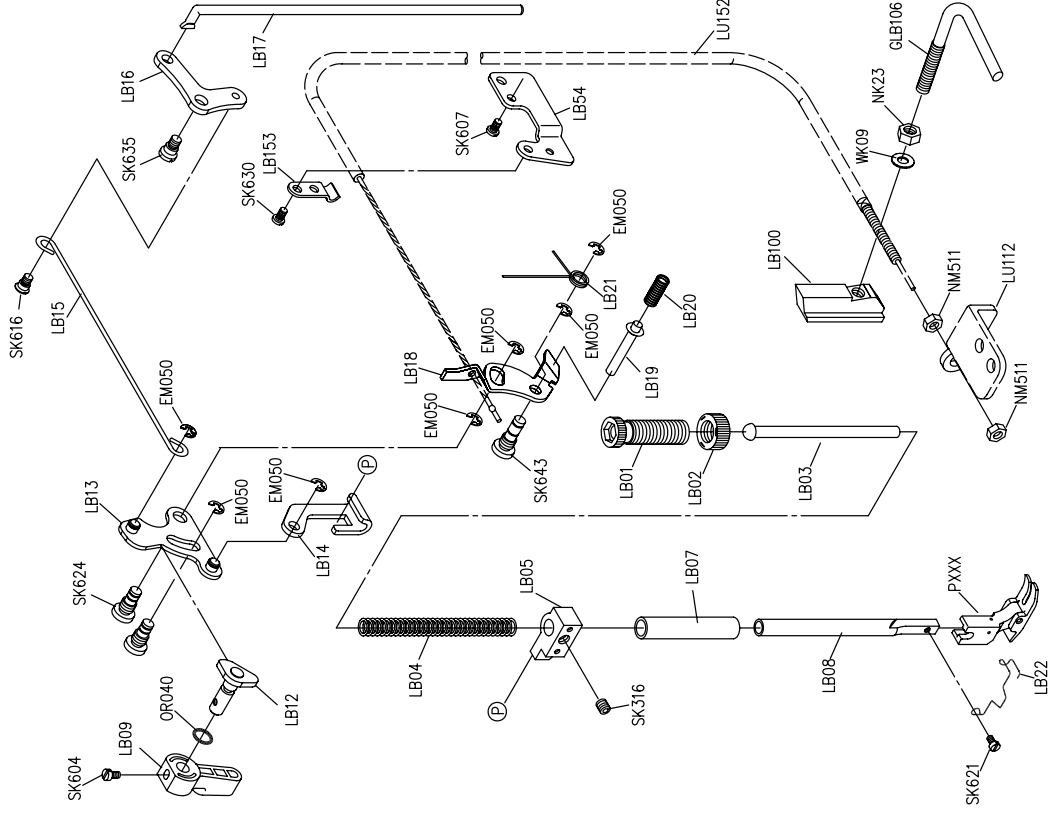 LB16
LB17
SK635
LU152
GLB106
NK23
WK09
LB54
SK607
LB153
SK630
SK616
LB15
EM050
LB100
LB21
EM050
LB20
EM050
LB18
LB19
NM511
LU112
NM511
EM050
SK643
LB13
EM050
EM050
P
LB14
LB01
LB02
LB03
SK624
LB05
LB07
PXXX
LB04
LB08
LB12
OR040
LB09
SK604
P
SK316
LB22
SK621
EM050